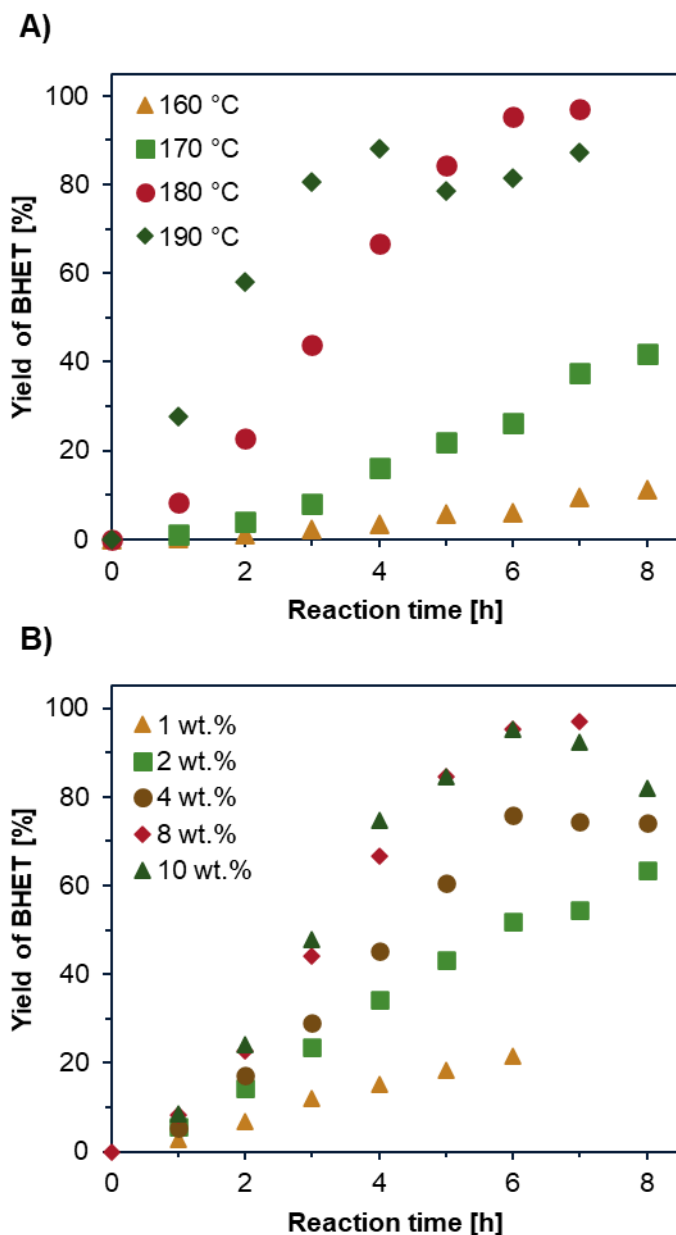 A)
Yield of BHET [%]
100
80
60
40
20
0
160 °C
170 °C
180 °C
190 °C
0 2 4 6 8
Reaction time [h]
B)
Yield of BHET [%]
100
80
60
40
20
0
1 wt.%
2 wt.%
4 wt.%
8 wt.%
10 wt.%
0 2 4 6 8
Reaction time [h]